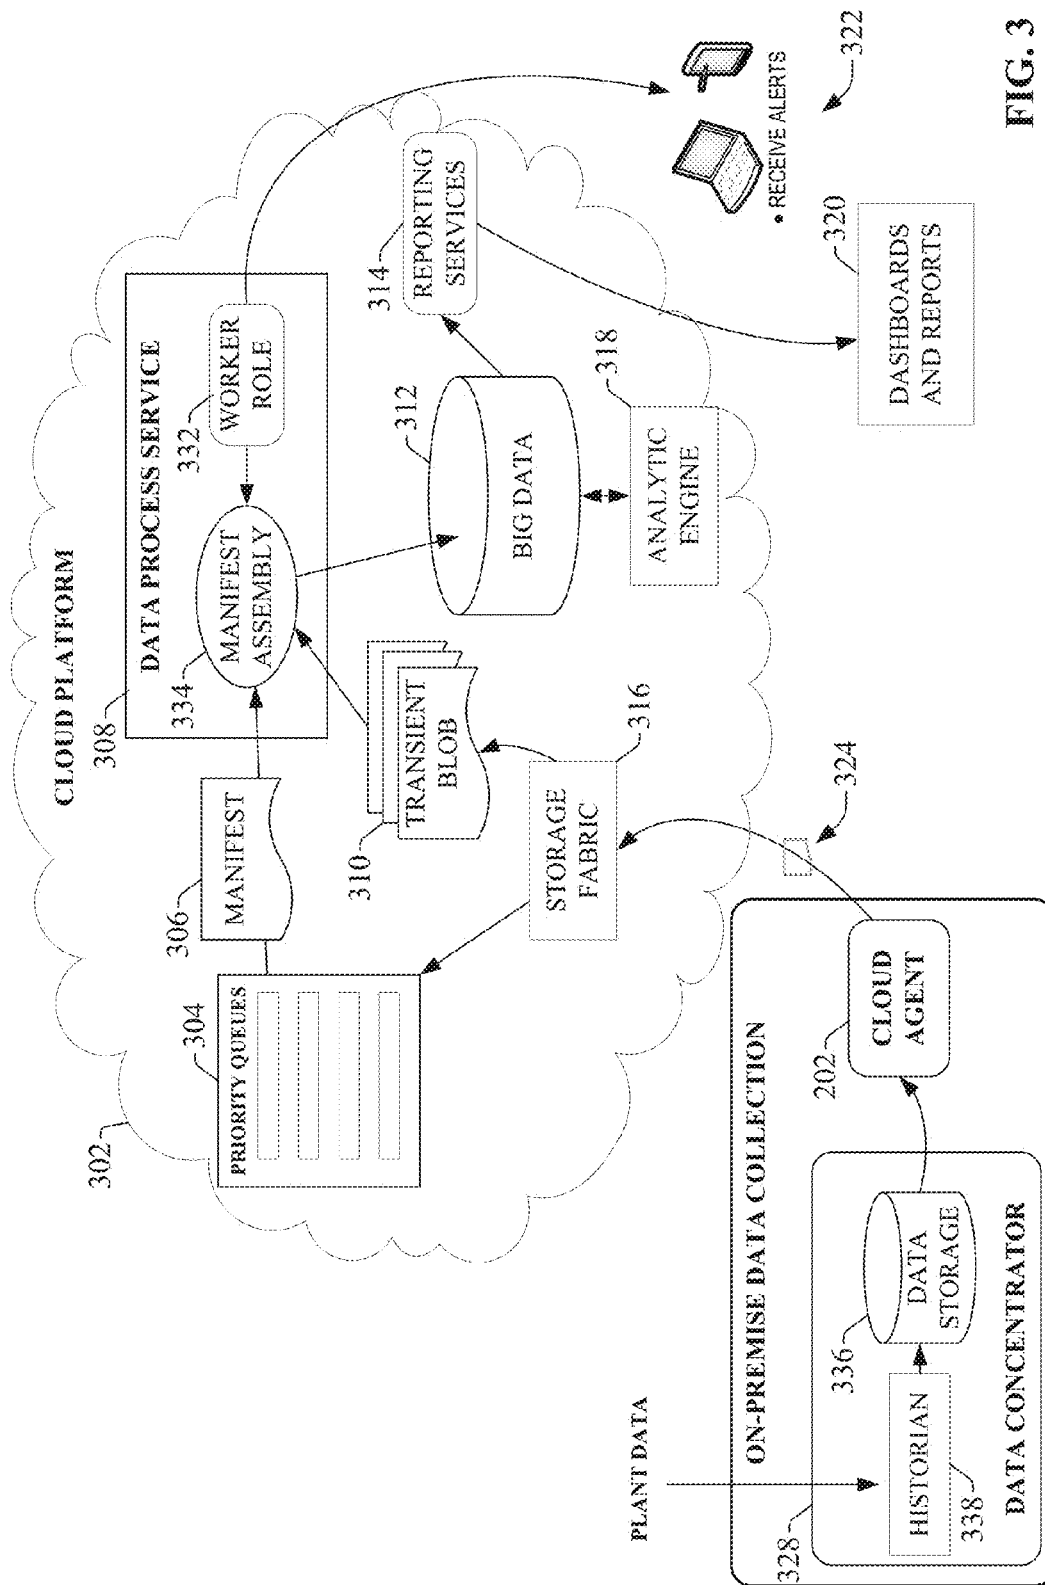 CLOUD PLATFORM
302
304
PRIORITY QUEUES
306
MANIFEST
308
DATA PROCESS SERVICE
334
MANIFEST
ASSEMBLY
332
WORKER
ROLE
310
TRANSIENT
BLOB
312
BIG DATA
314
REPORTING
SERVICES
STORAGE
FABRIC
316
ANALYTIC
ENGINE
318
• RECEIVE ALERTS
322
320
DASHBOARDS
AND REPORTS
324
PLANT DATA
ON-PREMISE DATA COLLECTION
328
HISTORIAN
338
336
DATA
STORAGE
DATA CONCENTRATOR
202
CLOUD
AGENT
FIG. 3